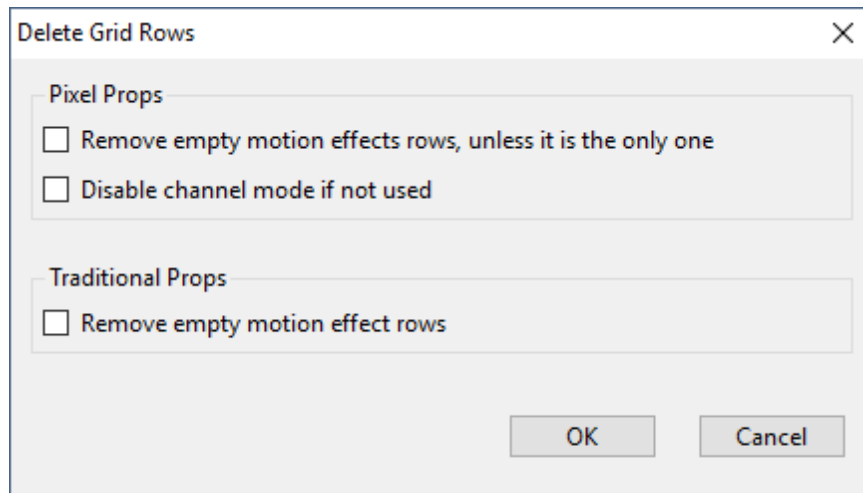 Delete Grid Rows
Pixel Props
Remove empty motion effects rows, unless it is the only one
Disable channel mode if not used
Traditional Props
Remove empty motion effect rows
OK
Cancel